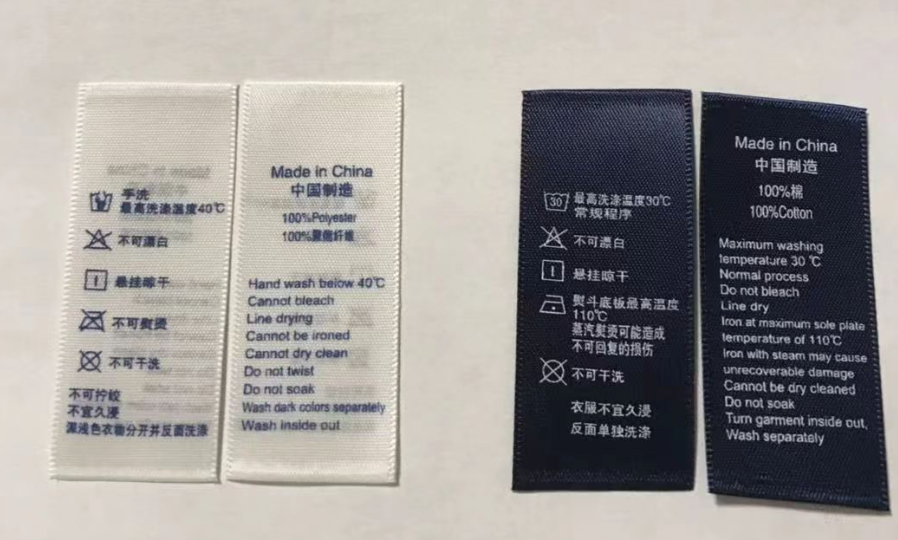 手洗
最高洗涤温度40℃
不可漂白
悬挂晾干
不可熨烫
不可干洗
不可拧绞
不宜久浸
深浅色衣物分开并反面洗涤
Made in China
中国制造
100%Polyester
100%聚酯纤维
Hand wash below 40℃
Cannot bleach
Line drying
Cannot be ironed
Cannot dry clean
Do not twist
Do not soak
Wash dark colors separately
Wash inside out
30
最高洗涤温度30℃
常规程序
不可漂白
悬挂晾干
熨斗底板最高温度
110℃
蒸汽熨烫可能造成
不可回复的损伤
不可干洗
衣服不宜久浸
反面单独洗涤
Made in China
中国制造
100%棉
100%Cotton
Maximum washing
temperature 30 ℃
Normal process
Do not bleach
Line dry
Iron at maximum sole plate
temperature of 110℃
Iron with steam may cause
unrecoverable damage
Cannot be dry cleaned
Do not soak
Turn garment inside out,
Wash separately